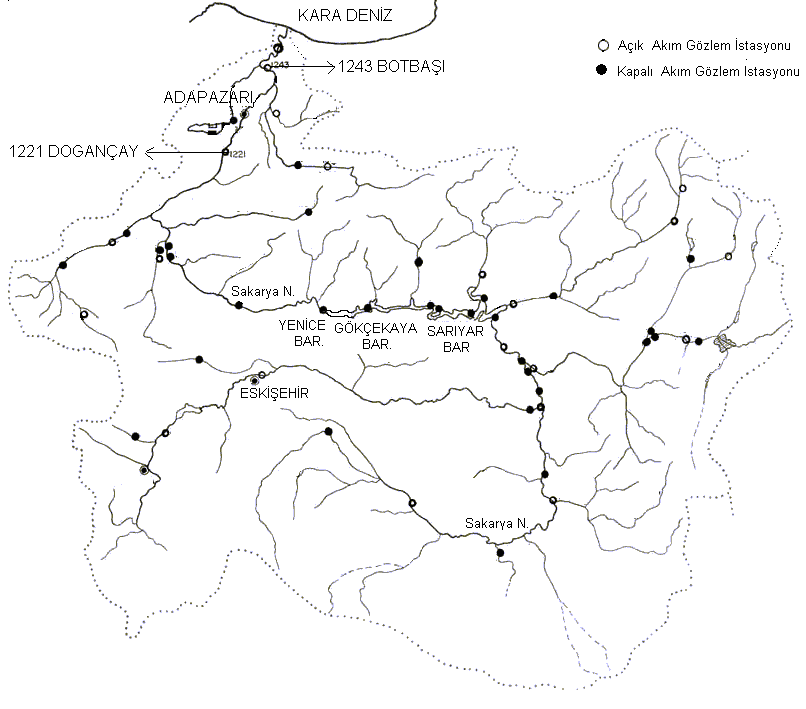 KARA DENİZ
Açık Akım Gözlem İstasyonu
Kapalı Akım Gözlem İstasyonu
1243
1243 BOTBAŞI
ADAPAZARI
1221 DOGANÇAY
1221
Sakarya N.
YENİCE
BAR.
GÖKÇEKAYA
BAR.
SARIYAR
BAR
ESKİŞEHİR
Sakarya N.